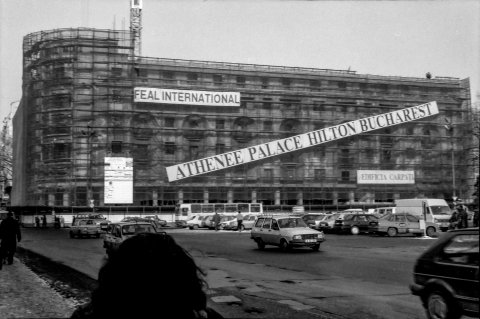 FEAL INTERNATIONAL
ATHENEE PALACE HILTON BUCHAREST
EDIFICIA CARPATI